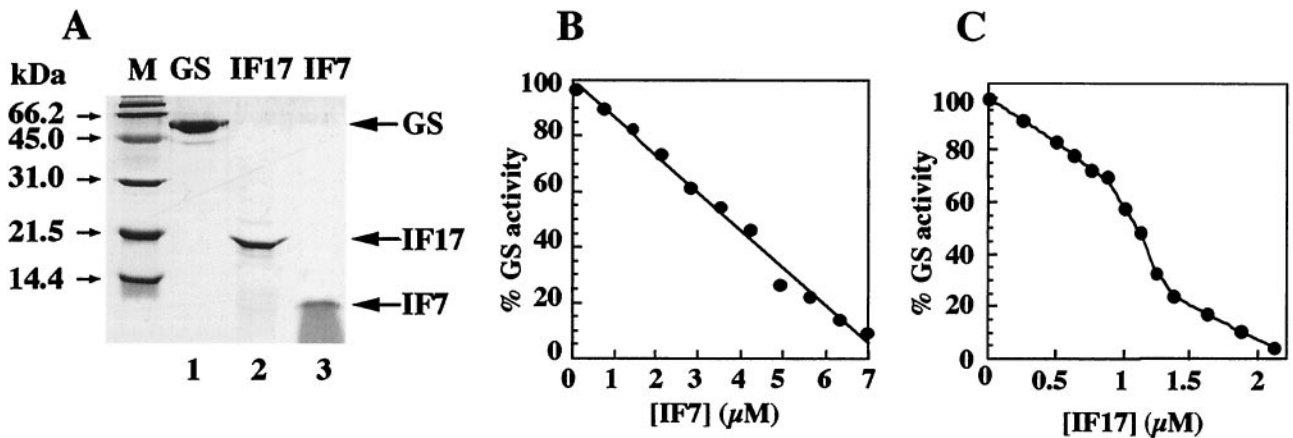 A
kDa M GS IF17 IF7
66.2
45.0
31.0
21.5
14.4
GS
IF17
IF7
1 2 3
B
% GS activity
100
80
60
40
20
0
0 1 2 3 4 5 6 7
[IF7] (µM)
C
% GS activity
100
80
60
40
20
0
0 0.5 1 1.5 2
[IF17] (µM)